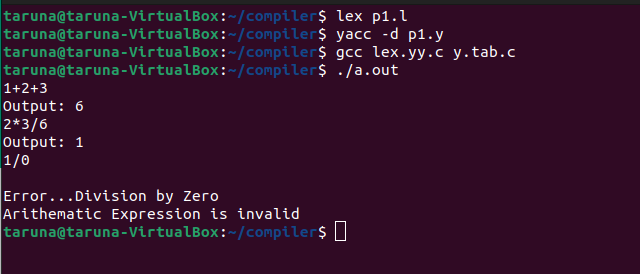 taruna@taruna-VirtualBox:~/compiler$ lex p1.l
taruna@taruna-VirtualBox:~/compiler$ yacc -d p1.y
taruna@taruna-VirtualBox:~/compiler$ gcc lex.yy.c y.tab.c
taruna@taruna-VirtualBox:~/compiler$ ./a.out
1+2+3
Output: 6
2*3/6
Output: 1
1/0
Error...Division by Zero
Arithematic Expression is invalid
taruna@taruna-VirtualBox:~/compiler$